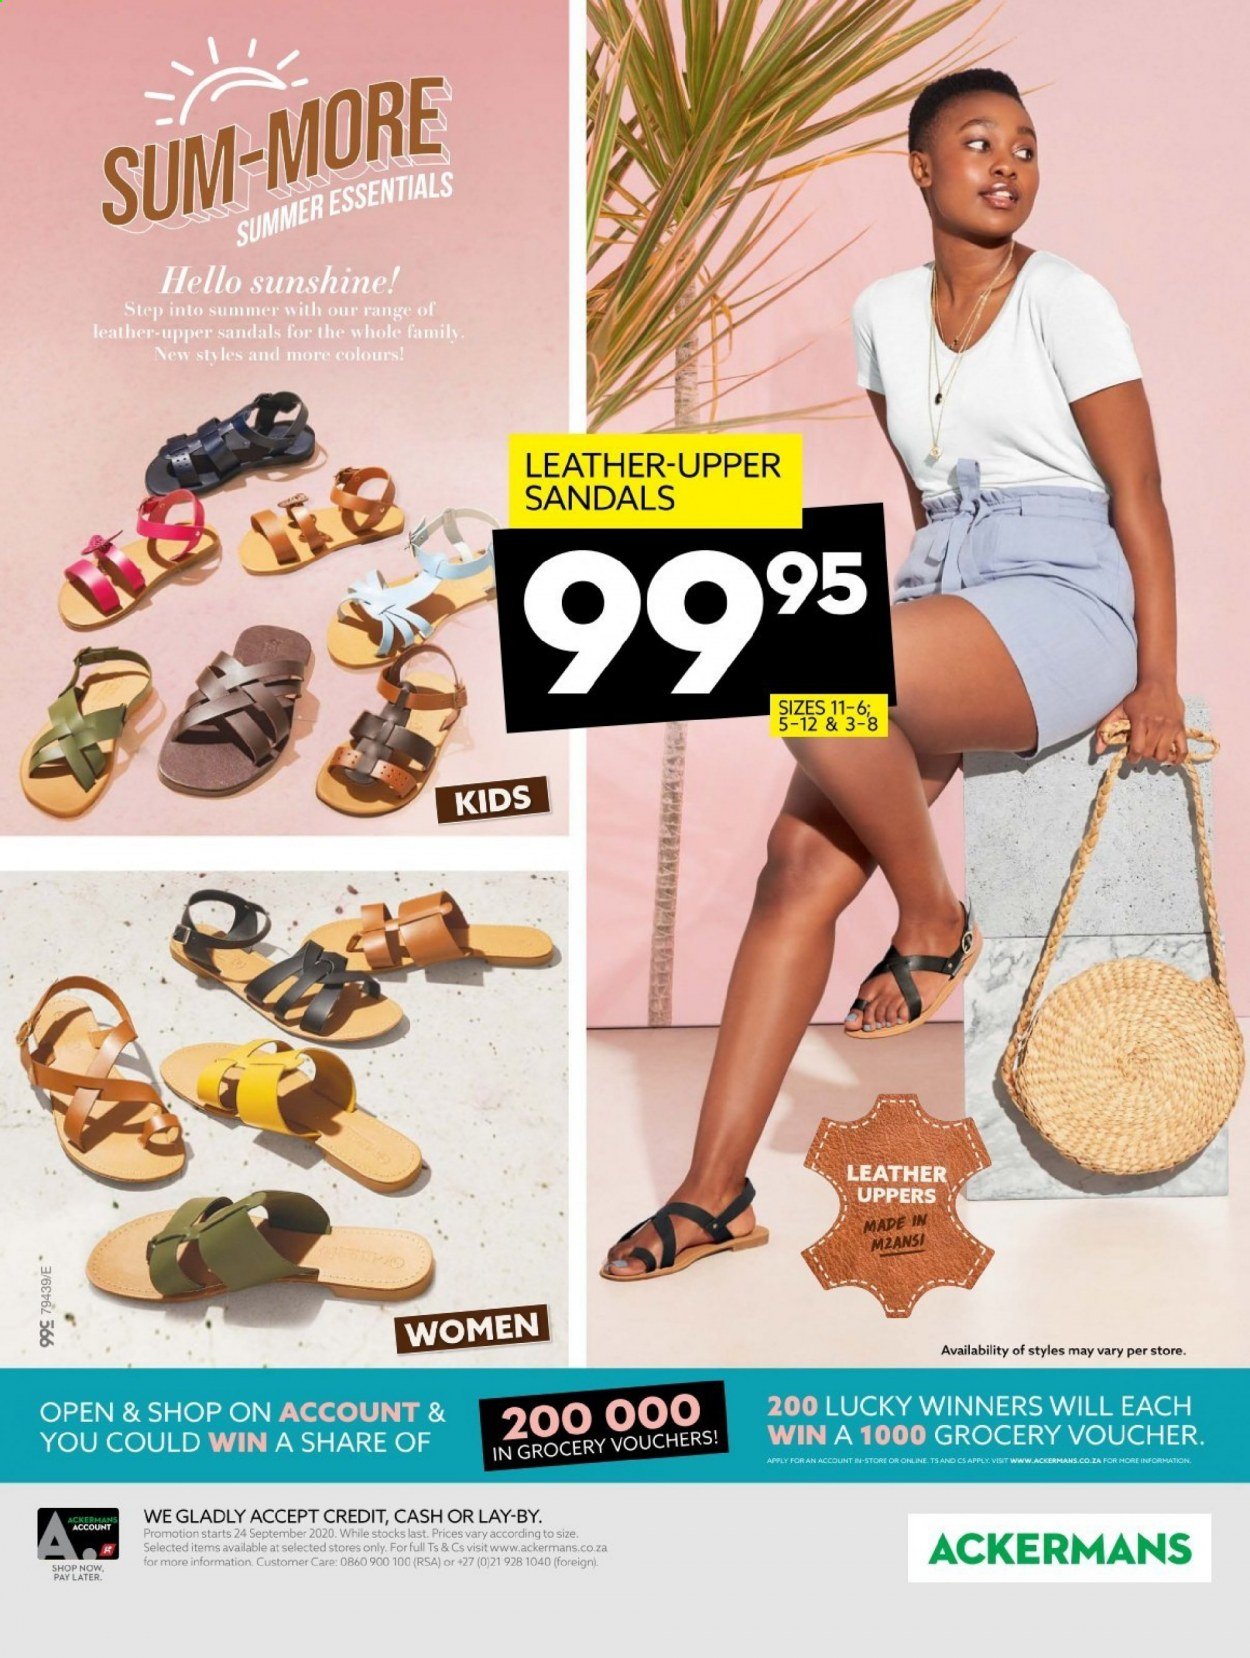 SUM-MORE
SUMMER ESSENTIALS
Hello sunshine!
Step into summer with our range of
leather-upper sandals for the whole family.
New styles and more colours!
LEATHER-UPPER
SANDALS
99 95
SIZES 11-6;
5-12 & 3-8
KIDS
LEATHER
UPPERS
MADE IN
MZANSI
99c 79439/E
WOMEN
Availability of styles may vary per store.
OPEN & SHOP ON ACCOUNT &
YOU COULD WIN A SHARE OF
200 000
IN GROCERY VOUCHERS!
200 LUCKY WINNERS WILL EACH
WIN A 1000 GROCERY VOUCHER.
APPLY FOR AN ACCOUNT IN-STORE OR ONLINE. TS AND CS APPLY. VISIT WWW.ACKERMANS.CO.ZA FOR MORE INFORMATION.
A.
ACKERMANS
ACCOUNT
SHOP NOW,
PAY LATER.
WE GLADLY ACCEPT CREDIT, CASH OR LAY-BY.
Promotion starts 24 September 2020. While stocks last. Prices vary according to size.
Selected items available at selected stores only. For full Ts & Cs visit www.ackermans.co.za
for more information. Customer Care: 0860 900 100 (RSA) or +27 (0)21 928 1040 (foreign).
ACKERMANS